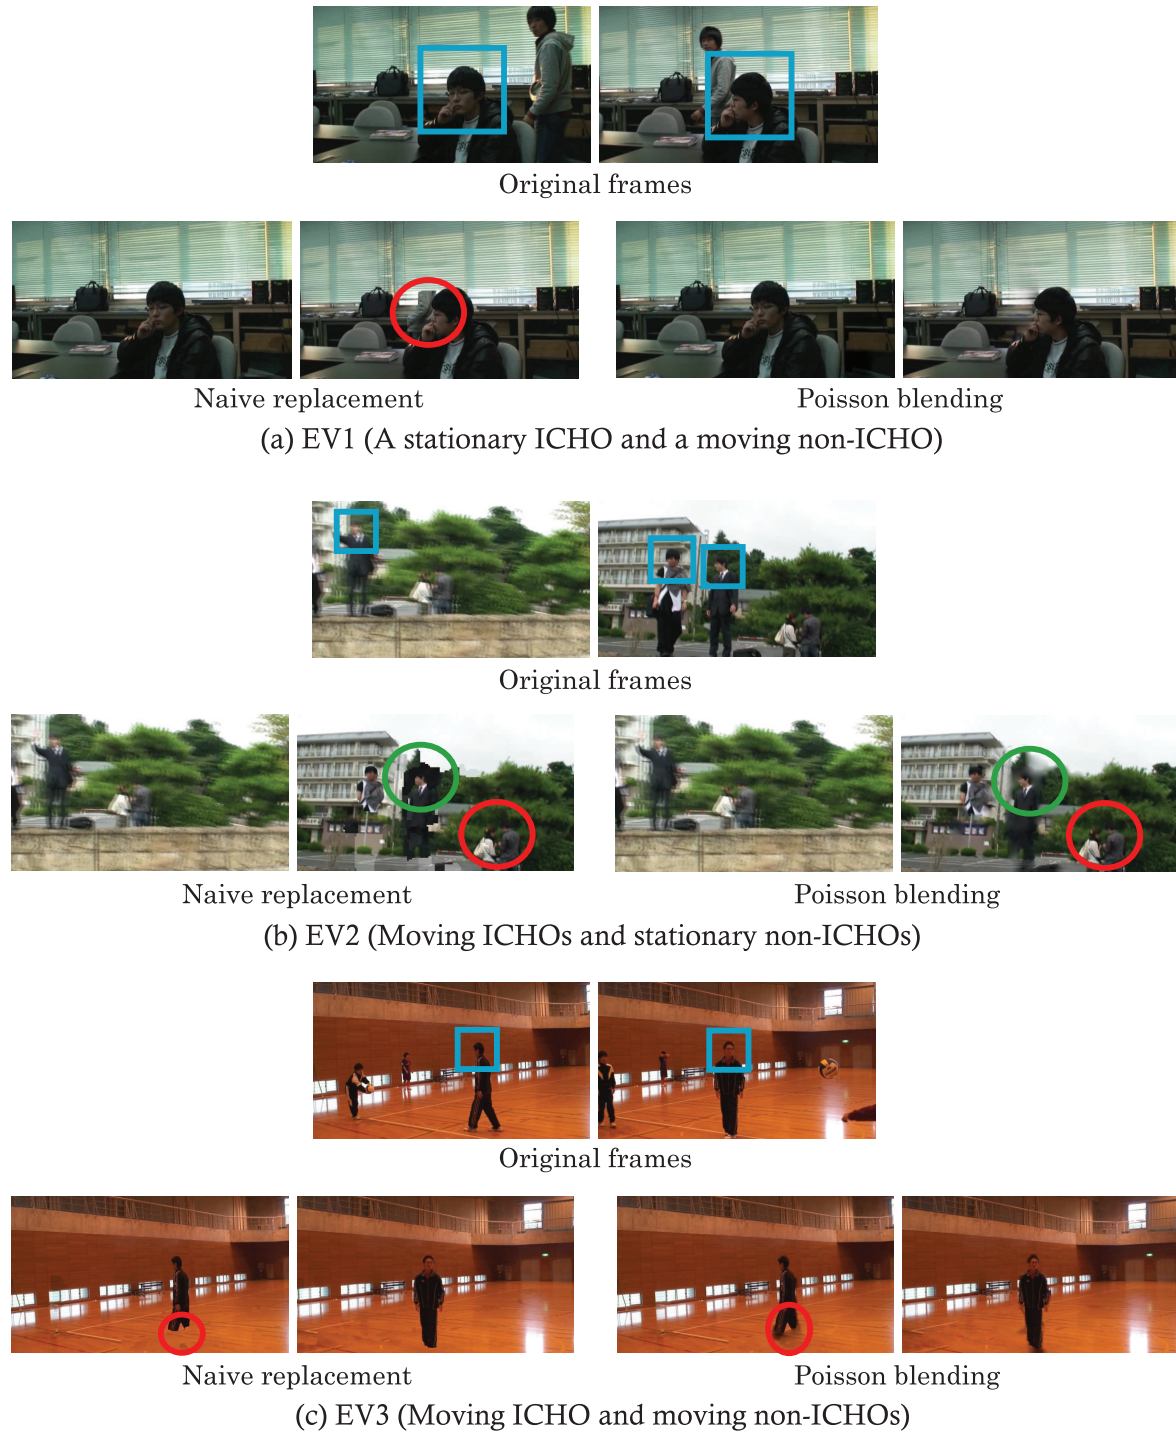 Original frames
Naive replacement
Poisson blending
(a) EV1 (A stationary ICHO and a moving non-ICHO)
Original frames
Naive replacement
Poisson blending
(b) EV2 (Moving ICHOs and stationary non-ICHOs)
Original frames
Naive replacement
Poisson blending
(c) EV3 (Moving ICHO and moving non-ICHOs)